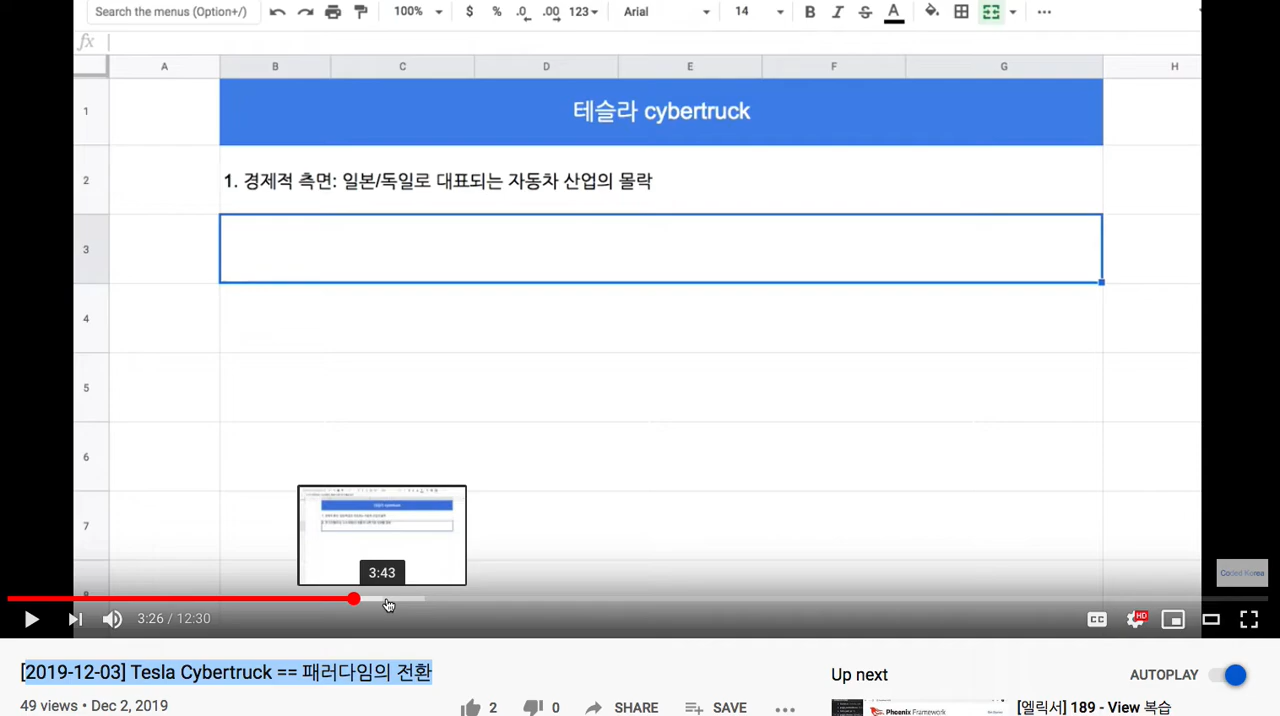 Search the menus (Option+/)
100%
$
%
.0
.00
123
Arial
14
B
I
S
A
...
fx
A
B
C
D
E
F
G
H
1
테슬라 cybertruck
2
1. 경제적 측면: 일본/독일로 대표되는 자동차 산업의 몰락
3
4
5
6
7
8
3:43
Coded Korea
3:26 / 12:30
CC
HD
[2019-12-03] Tesla Cybertruck == 패러다임의 전환
Up next
AUTOPLAY
49 views • Dec 2, 2019
2
0
SHARE
SAVE
...
Phoenix Framework
[엘릭서] 189 - View 복습